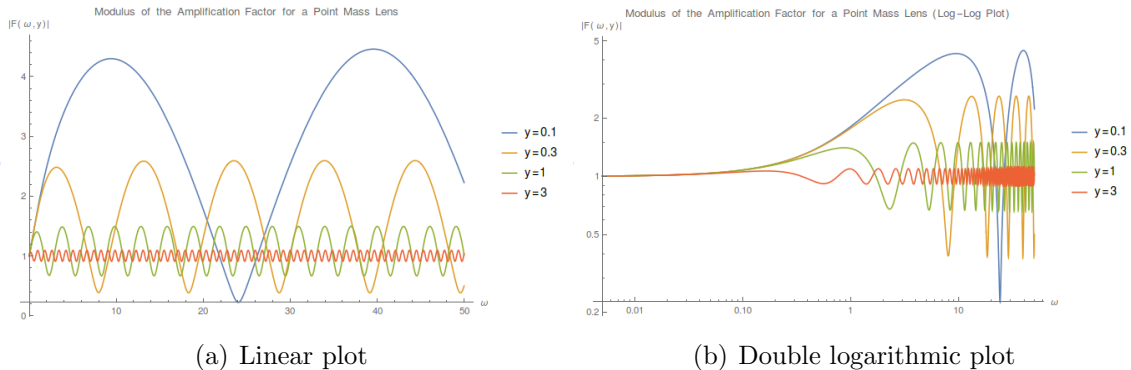 Modulus of the Amplification Factor for a Point Mass Lens
|F(ω,y)|
4
3
2
1
0
10
20
30
40
50
ω
y=0.1
y=0.3
y=1
y=3
(a) Linear plot
Modulus of the Amplification Factor for a Point Mass Lens (Log-Log Plot)
|F(ω,y)|
5
2
1
0.5
0.2
0.01
0.10
1
10
ω
y=0.1
y=0.3
y=1
y=3
(b) Double logarithmic plot